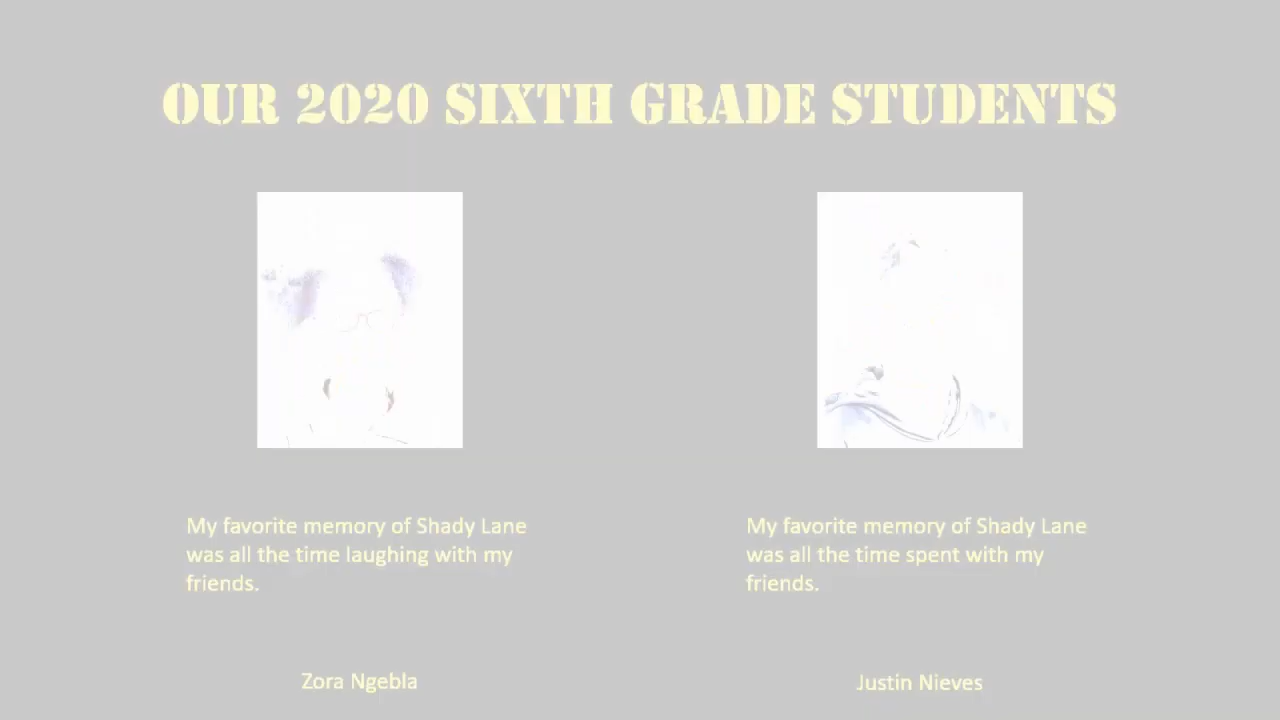 OUR 2020 SIXTH GRADE STUDENTS
My favorite memory of Shady Lane
was all the time laughing with my
friends.
Zora Ngebla
My favorite memory of Shady Lane
was all the time spent with my
friends.
Justin Nieves